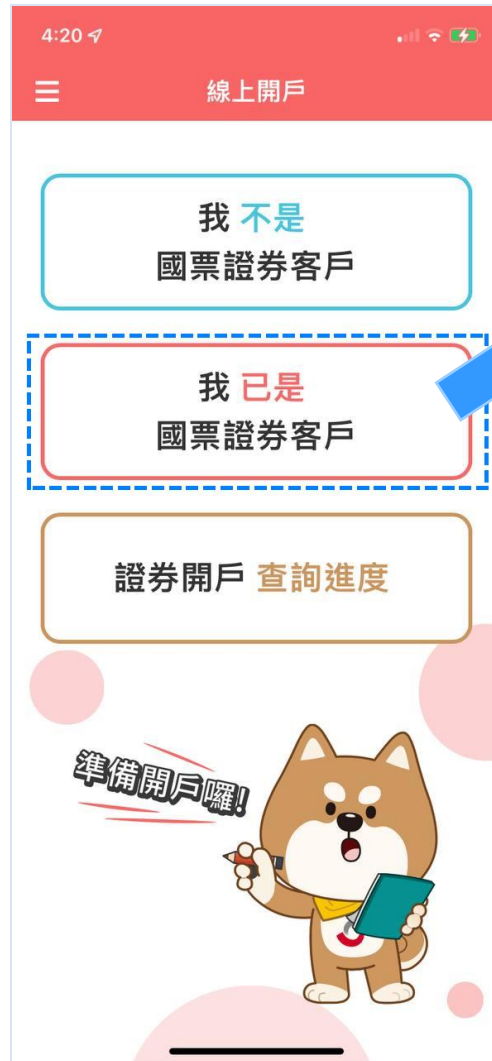 4:20
線上開戶
我 不是
國票證券客戶
我 已是
國票證券客戶
證券開戶 查詢進度
準備開戶囉!